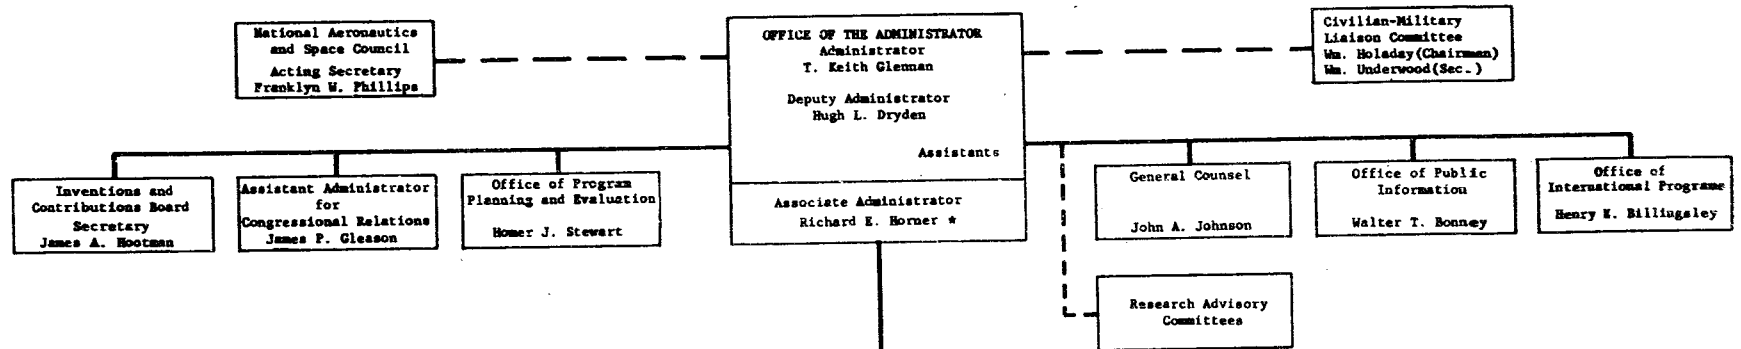 National Aeronautics
and Space Council
Acting Secretary
Franklyn W. Phillips
OFFICE OF THE ADMINISTRATOR
Administrator
T. Keith Glennan
Deputy Administrator
Hugh L. Dryden
Assistants
Associate Administrator
Richard E. Horner *
Civilian-Military
Liaison Committee
Wm. Holaday(Chairman)
Wm. Underwood(Sec.)
Inventions and
Contributions Board
Secretary
James A. Hootman
Assistant Administrator
for
Congressional Relations
James P. Gleason
Office of Program
Planning and Evaluation
Homer J. Stewart
General Counsel
John A. Johnson
Office of Public
Information
Walter T. Bonney
Office of
International Programs
Henry E. Billingsley
Research Advisory
Committees